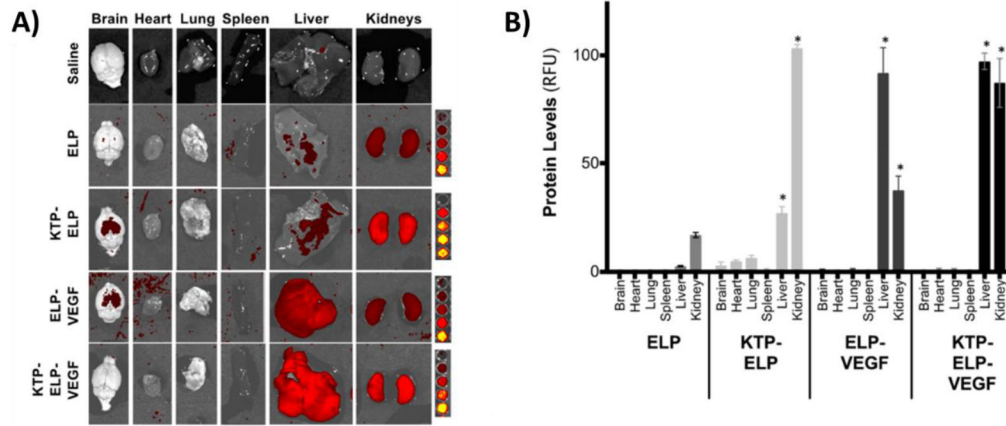 A)
Brain Heart Lung Spleen Liver Kidneys
Saline
ELP
KTP-
ELP
ELP-
VEGF
KTP-
ELP-
VEGF
B)
Protein Levels (RFU)
100
50
0
* * * * * *
Brain Heart Lung Spleen Liver Kidney Brain Heart Lung Spleen Liver Kidney Brain Heart Lung Spleen Liver Kidney Brain Heart Lung Spleen Liver Kidney
ELP
KTP-
ELP
ELP-
VEGF
KTP-
ELP-
VEGF